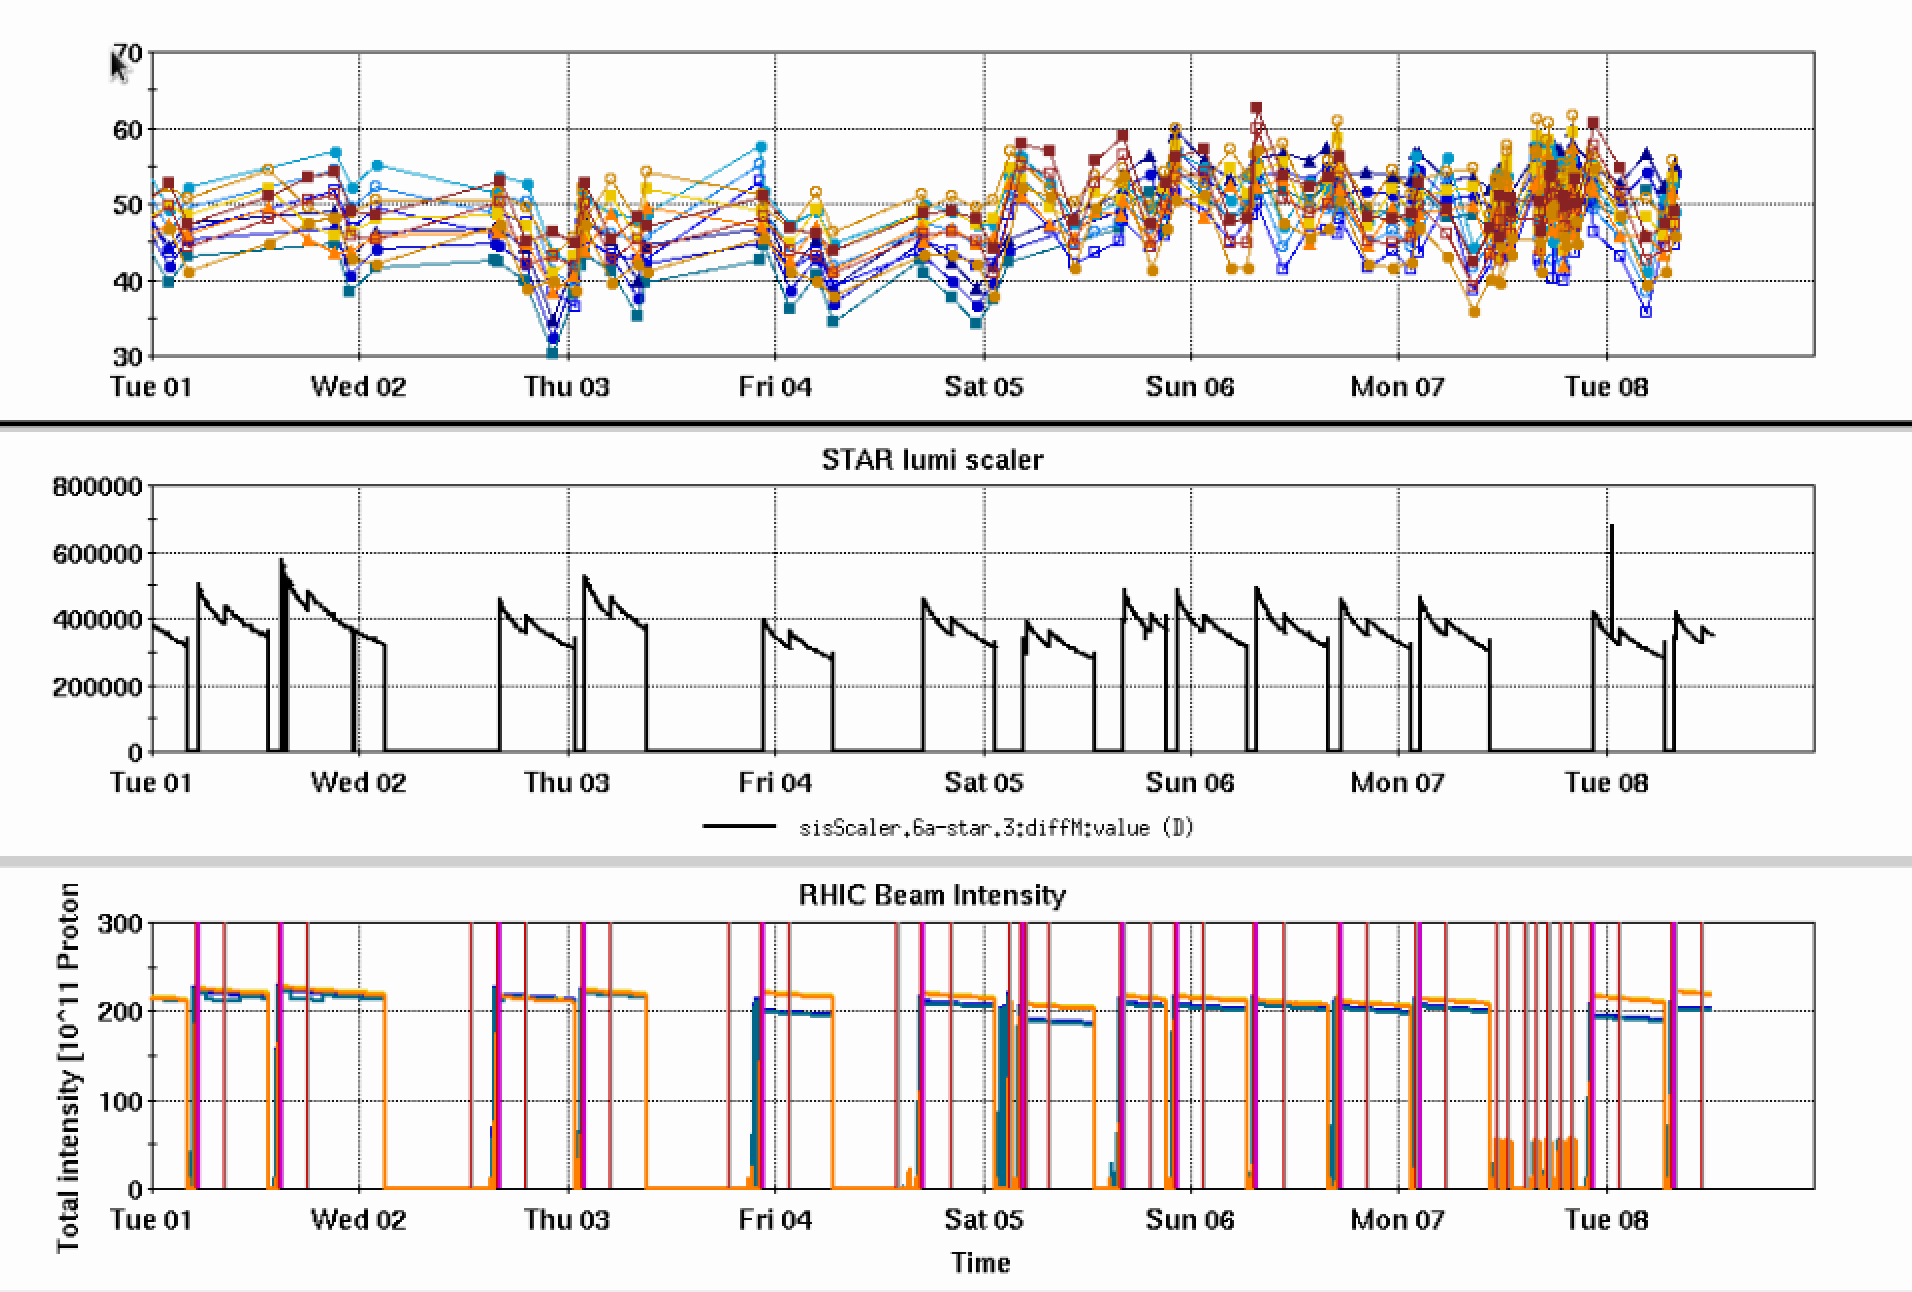 70
60
50
40
30
Tue 01 Wed 02 Thu 03 Fri 04 Sat 05 Sun 06 Mon 07 Tue 08
STAR lumi scaler
800000
600000
400000
200000
0
Tue 01 Wed 02 Thu 03 Fri 04 Sat 05 Sun 06 Mon 07 Tue 08
sisScaler.6a-star.3:diffM:value (D)
RHIC Beam Intensity
Total intensity [10^11 Proton
300
200
100
0
Tue 01 Wed 02 Thu 03 Fri 04 Sat 05 Sun 06 Mon 07 Tue 08
Time